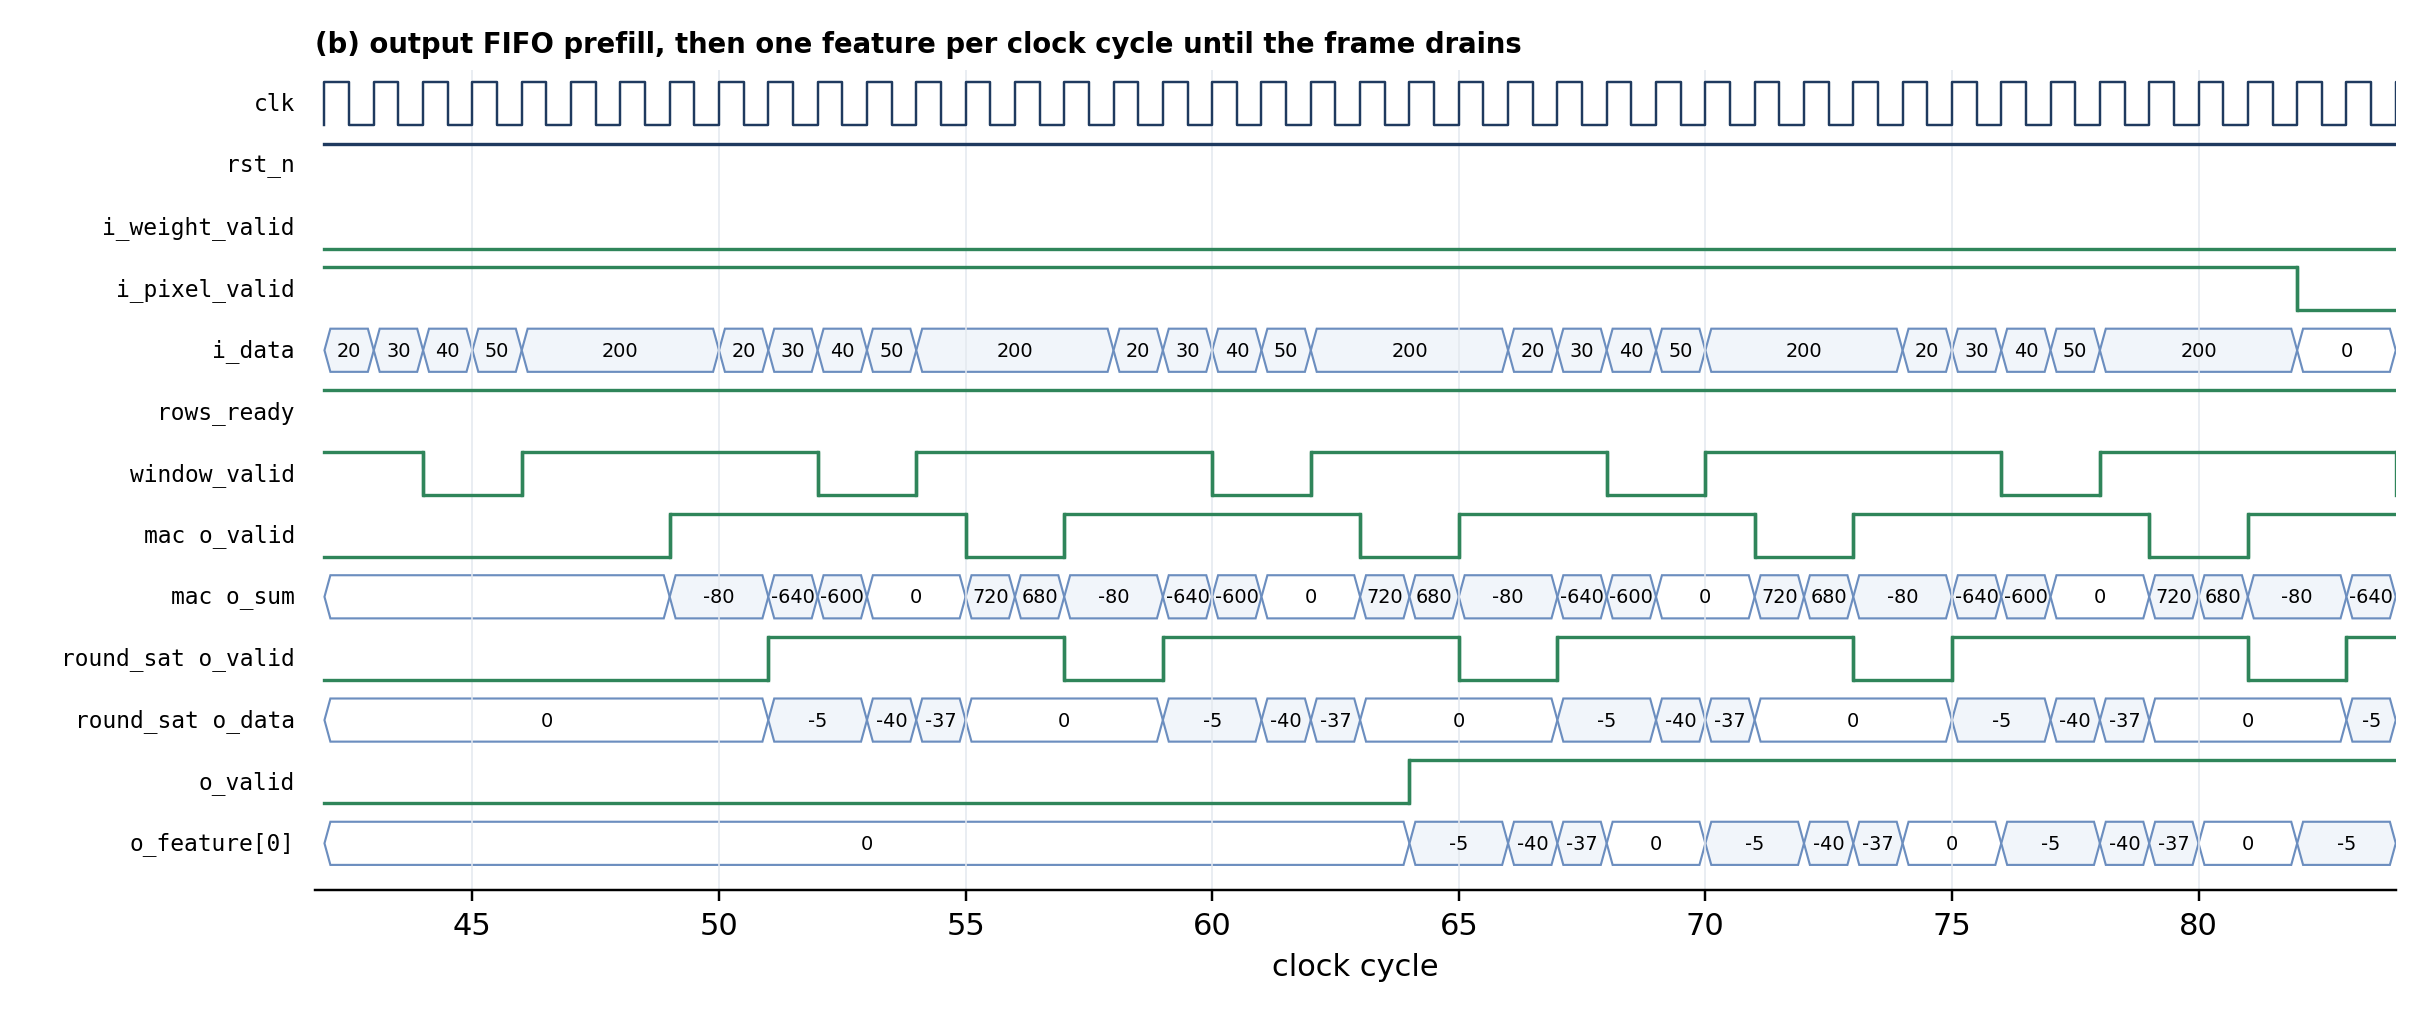 (b) output FIFO prefill, then one feature per clock cycle until the frame drains
clk
rst_n
i_weight_valid
i_pixel_valid
i_data 20 30 40 50 200 20 30 40 50 200 20 30 40 50 200 20 30 40 50 200 20 30 40 50 200 0
rows_ready
window_valid
mac o_valid
mac o_sum -80 -640 -600 0 720 680 -80 -640 -600 0 720 680 -80 -640 -600 0 720 680 -80 -640 -600 0 720 680 -80 -640
round_sat o_valid
round_sat o_data 0 -5 -40 -37 0 -5 -40 -37 0 -5 -40 -37 0 -5 -40 -37 0 -5
o_valid
o_feature[0] 0 -5 -40 -37 0 -5 -40 -37 0 -5 -40 -37 0 -5
45 50 55 60 65 70 75 80
clock cycle